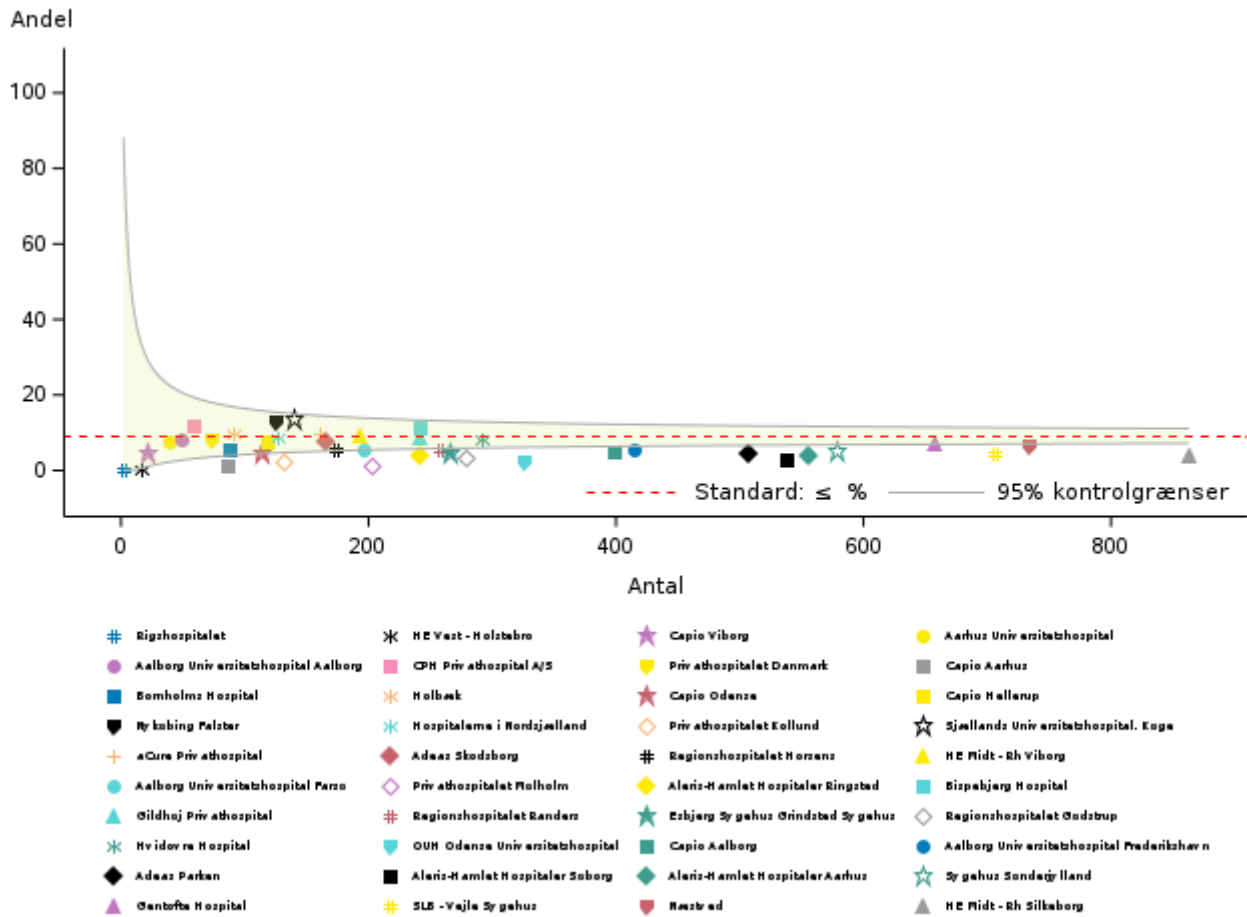 Andel
100
80
60
40
20
0
Standard: ≤ %
95% kontrolgrænser
0 200 400 600 800
Antal
Rigshospitalet HE Vest - Holstebro Capio Viborg Aarhus Universitetshospital
Aalborg Universitetshospital Aalborg CPH Privathospital A/S Privathospitalet Danmark Capio Aarhus
Bornholms Hospital Holbæk Capio Odense Capio Hellerup
Nykøbing Falster Hospitalerne i Nordsjælland Privathospitalet Kollund Sjællands Universitetshospital, Køge
aCure Privathospital Adeas Skodsborg Regionshospitalet Horsens HE Midt - Rh Viborg
Aalborg Universitetshospital Farsø Privathospitalet Mølholm Aleris-Hamlet Hospitaler Ringsted Bispebjerg Hospital
Gildhøj Privathospital Regionshospitalet Randers Esbjerg Sygehus Grindsted Sygehus Regionshospitalet Gødstrup
Hvidovre Hospital OUH Odense Universitetshospital Capio Aalborg Aalborg Universitetshospital Frederikshavn
Adeas Parken Aleris-Hamlet Hospitaler Søborg Aleris-Hamlet Hospitaler Aarhus Sygehus Sønderjylland
Gentofte Hospital SLB - Vejle Sygehus Næstved HE Midt - Rh Silkeborg